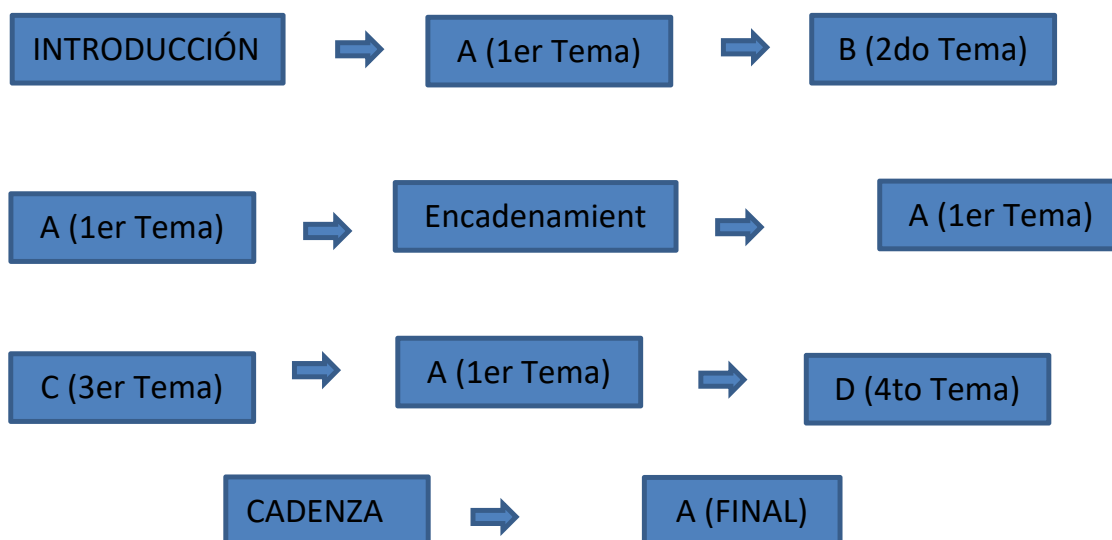 INTRODUCCIÓN
A (1er Tema)
B (2do Tema)
A (1er Tema)
Encadenamient
A (1er Tema)
C (3er Tema)
A (1er Tema)
D (4to Tema)
CADENZA
A (FINAL)